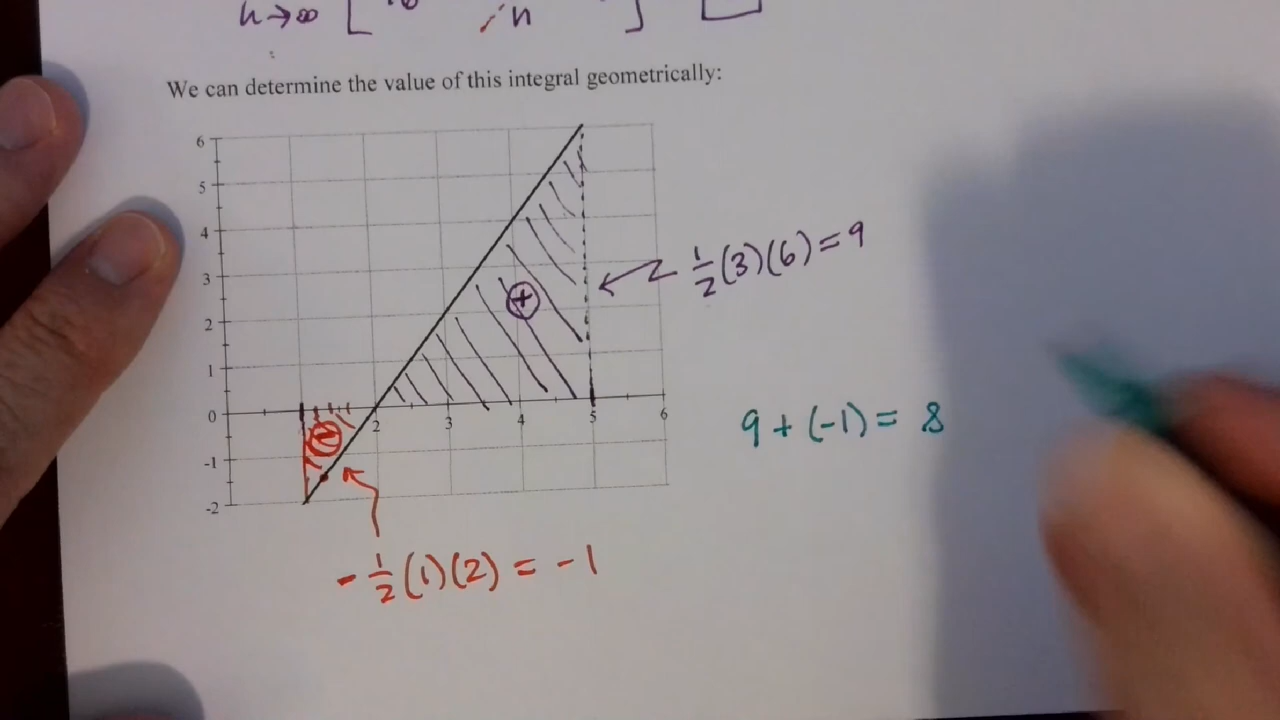 n→∞ [ n ]
We can determine the value of this integral geometrically:
6
5
4
3
2
1
0
-1
-2
2 3 4 5 6
+
−
1/2 (3)(6) = 9
9 + (-1) = 8
- 1/2 (1)(2) = -1